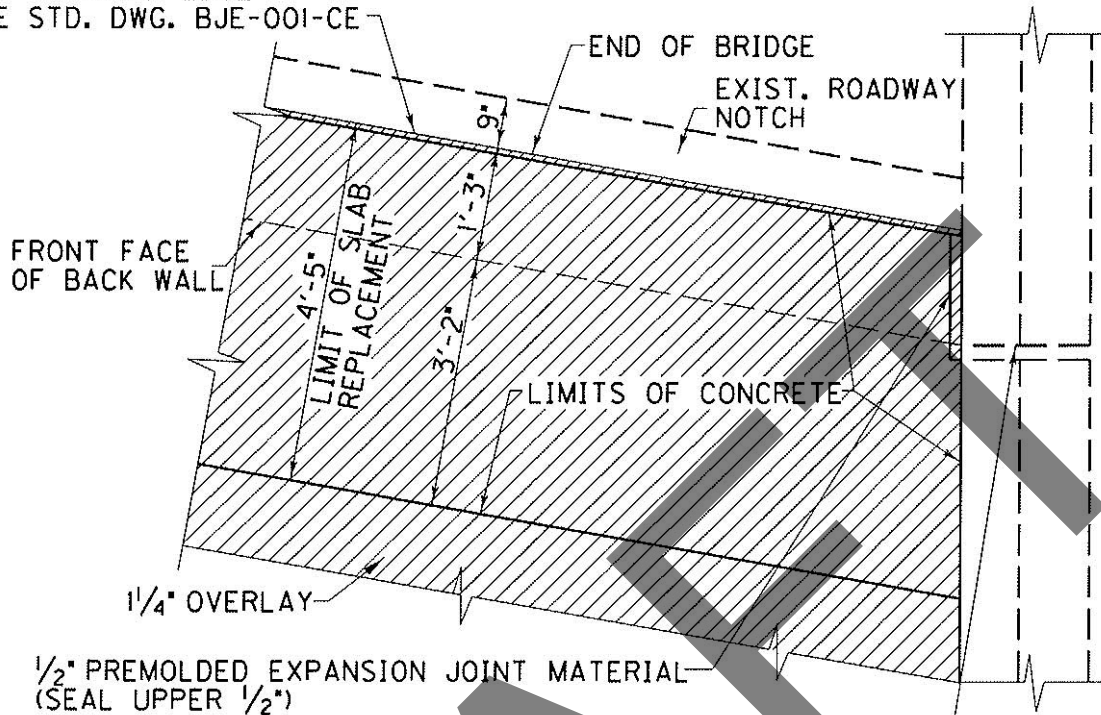 E STD. DWG. BJE-001-CE
END OF BRIDGE
EXIST. ROADWAY
NOTCH
9"
1'-3"
FRONT FACE
OF BACK WALL
4'-5"
LIMIT OF SLAB
REPLACEMENT
3'-2"
LIMITS OF CONCRETE
1 1/4" OVERLAY
1/2" PREMOLDED EXPANSION JOINT MATERIAL
(SEAL UPPER 1/2")